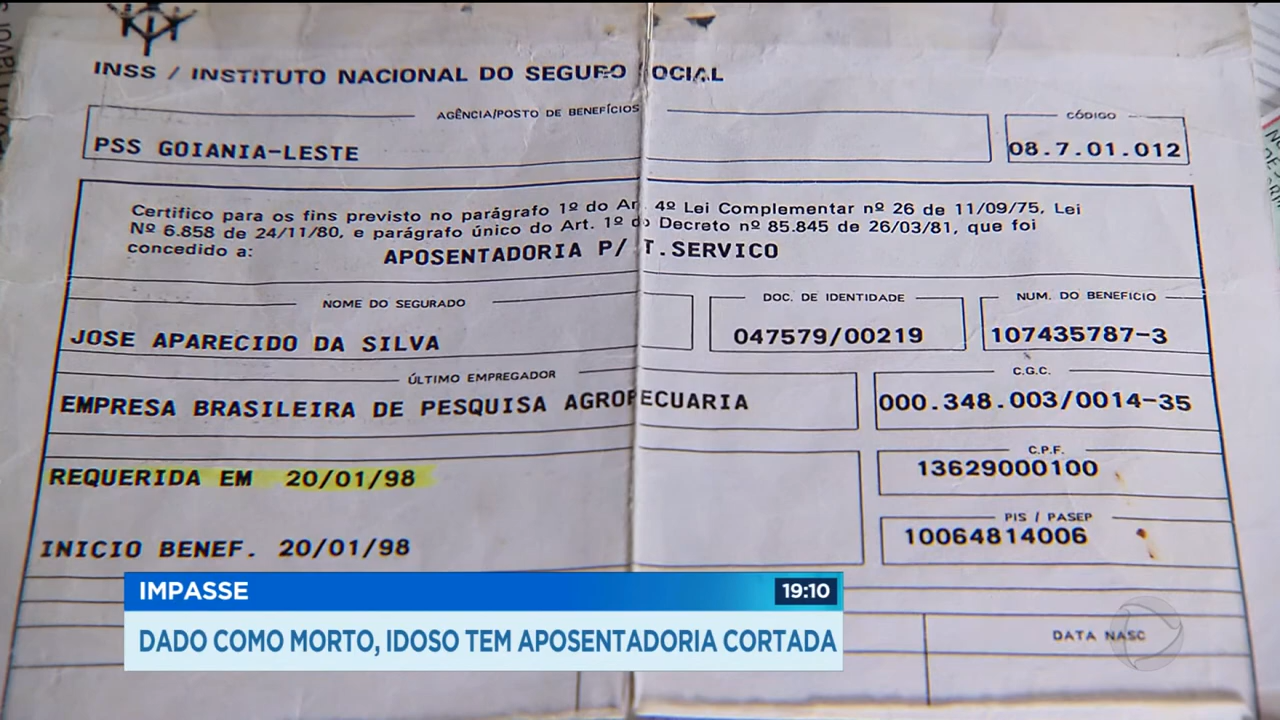 INSS / INSTITUTO NACIONAL DO SEGURO SOCIAL
AGÊNCIA/POSTO DE BENEFÍCIOS
CÓDIGO
PSS GOIANIA-LESTE
08.7.01.012
Certifico para os fins previsto no parágrafo 1º do Ar 4º Lei Complementar nº 26 de 11/09/75, Lei
Nº 6.858 de 24/11/80, e parágrafo único do Art. 1º do Decreto nº 85.845 de 26/03/81, que foi
concedido a:
APOSENTADORIA P/ T.SERVICO
NOME DO SEGURADO
DOC. DE IDENTIDADE
NUM. DO BENEFÍCIO
JOSE APARECIDO DA SILVA
047579/00219
107435787-3
ÚLTIMO EMPREGADOR
C.G.C.
EMPRESA BRASILEIRA DE PESQUISA AGROPECUARIA
000.348.003/0014-35
C.P.F.
REQUERIDA EM 20/01/98
13629000100
PIS / PASEP
INICIO BENEF. 20/01/98
10064814006
IMPASSE
19:10
DADO COMO MORTO, IDOSO TEM APOSENTADORIA CORTADA
DATA NASC